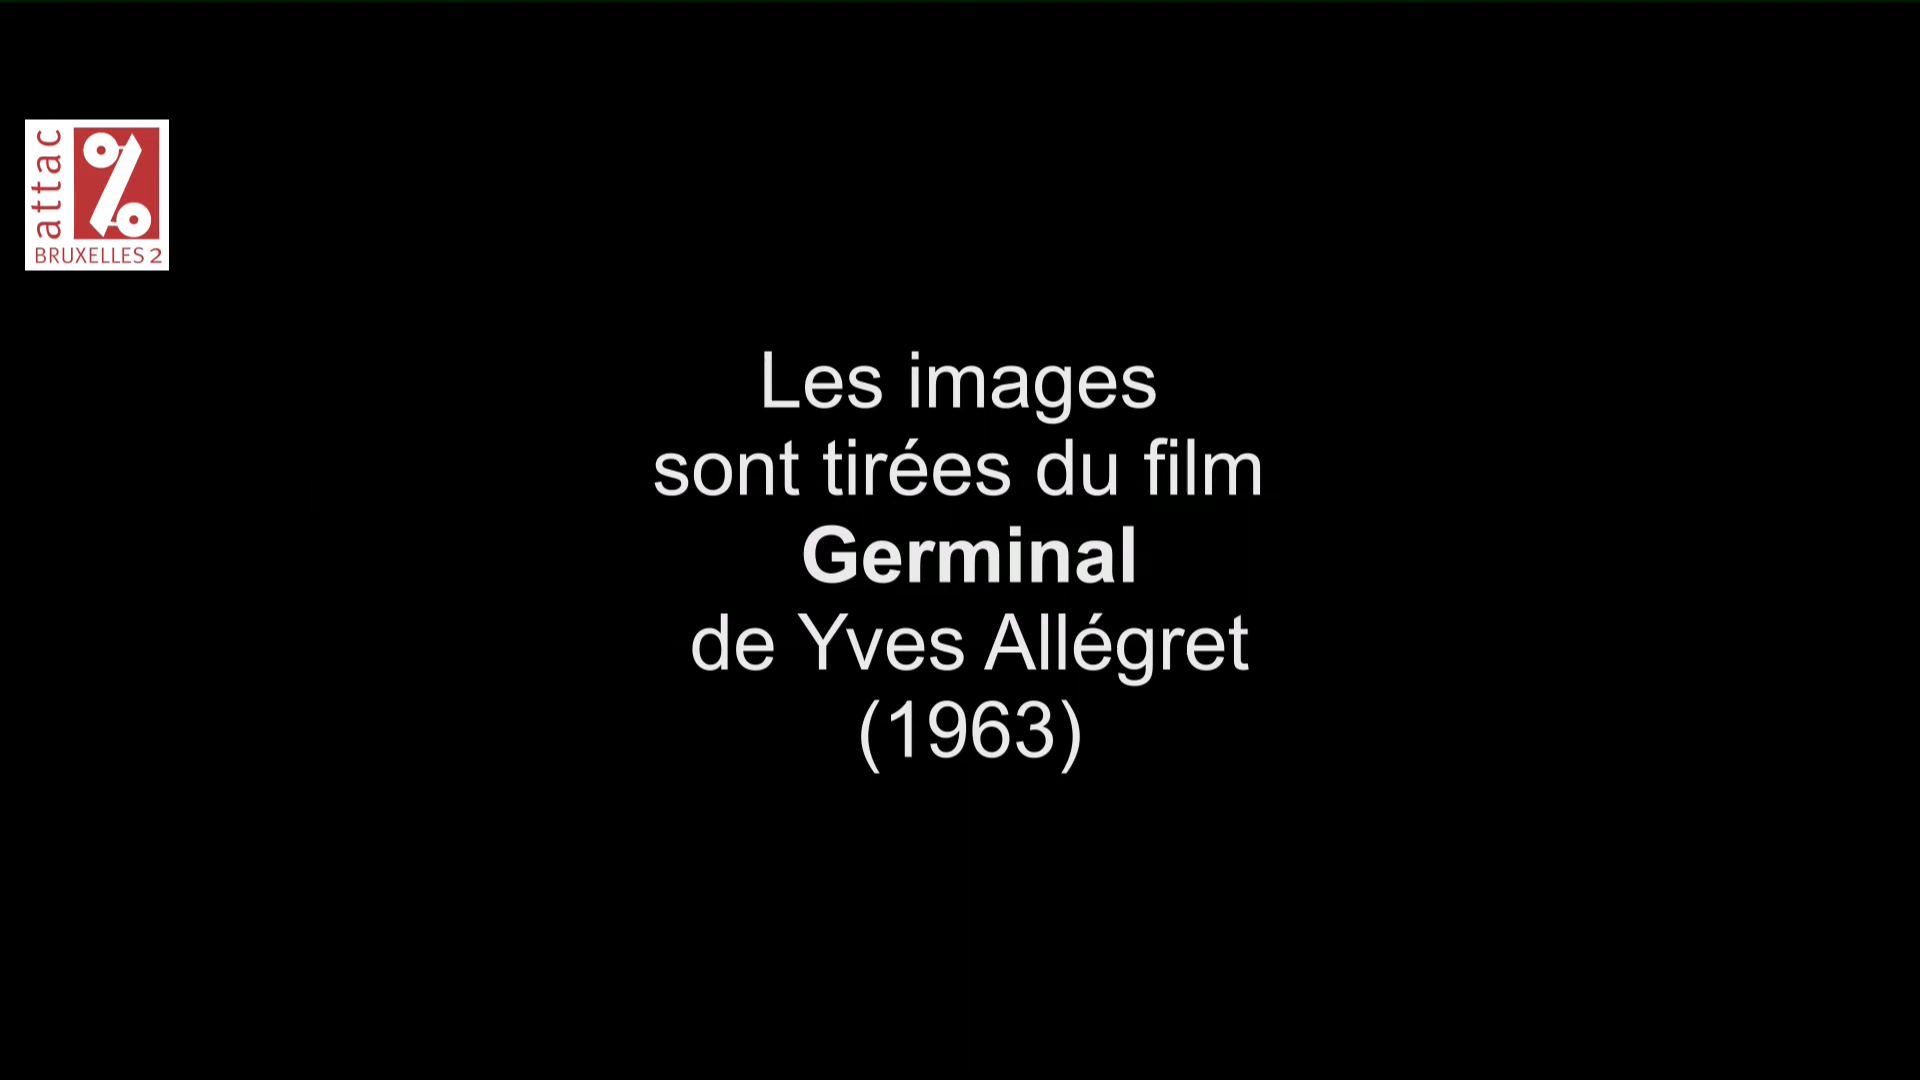 attac
BRUXELLES 2
Les images
sont tirées du film
Germinal
de Yves Allégret
(1963)